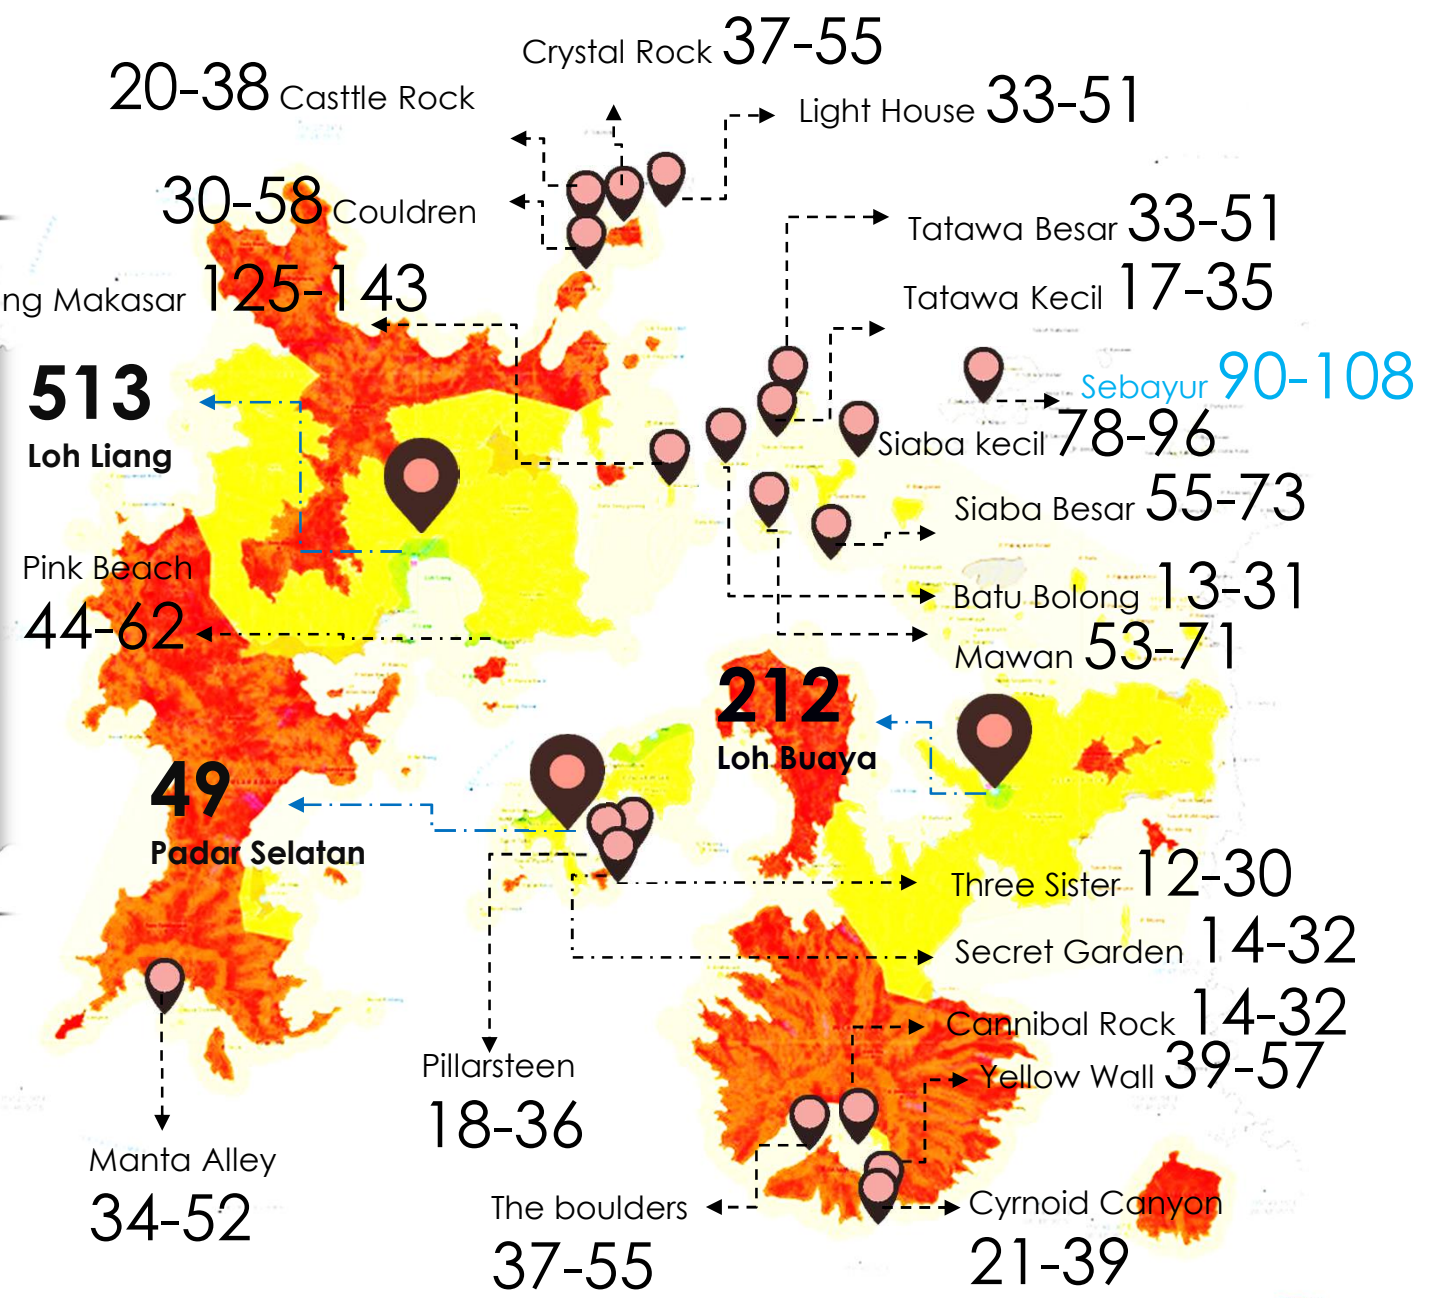 Crystal Rock 37-55
20-38 Casttle Rock
Light House 33-51
30-58 Couldren
Tatawa Besar 33-51
ng Makasar 125-143
Tatawa Kecil 17-35
513
Loh Liang
Sebayur 90-108
Siaba kecil 78-96
Siaba Besar 55-73
Pink Beach
44-62
Batu Bolong 13-31
Mawan 53-71
212
Loh Buaya
49
Padar Selatan
Three Sister 12-30
Secret Garden 14-32
Cannibal Rock 14-32
Yellow Wall 39-57
Pillarsteen
18-36
Manta Alley
34-52
The boulders
37-55
Cyrnoid Canyon
21-39